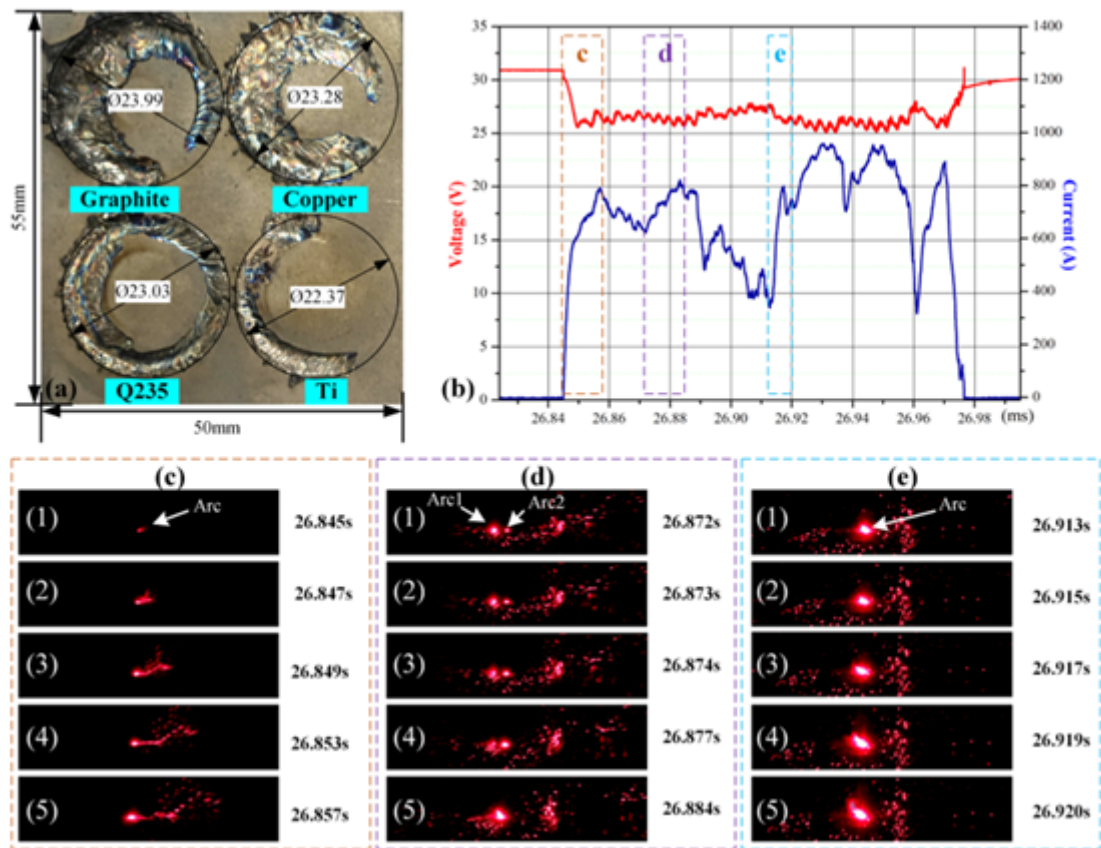 Ø23.99
Ø23.28
Graphite
Copper
Ø23.03
Ø22.37
(a)
Q235
Ti
55mm
50mm
35
30
25
20
15
10
5
0
Voltage (V)
c
d
e
1400
1200
1000
800
600
400
200
0
Current (A)
(b)
26.84
26.86
26.88
26.90
26.92
26.94
26.96
26.98
(ms)
(c)
(1)
Arc
26.845s
(2)
26.847s
(3)
26.849s
(4)
26.853s
(5)
26.857s
(d)
Arc1
Arc2
(1)
26.872s
(2)
26.873s
(3)
26.874s
(4)
26.877s
(5)
26.884s
(e)
(1)
Arc
26.913s
(2)
26.915s
(3)
26.917s
(4)
26.919s
(5)
26.920s